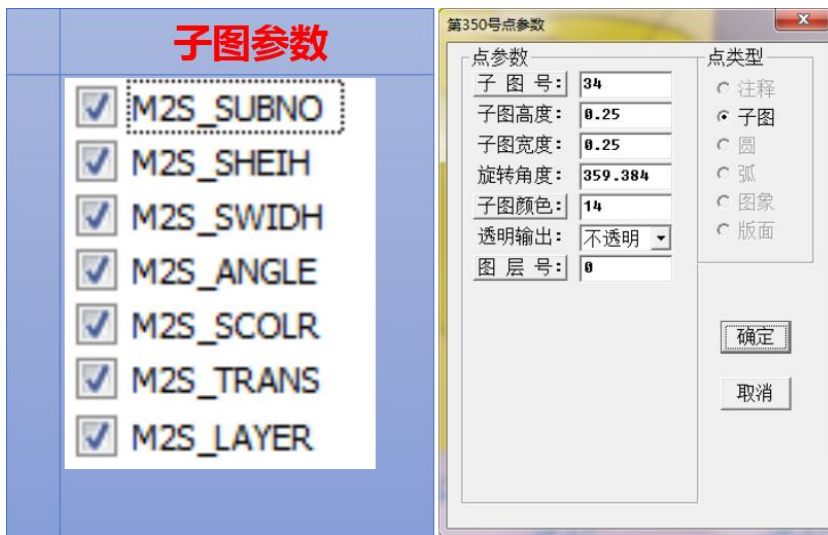 子图参数
M2S_SUBNO
M2S_SHEIH
M2S_SWIDH
M2S_ANGLE
M2S_SCOLR
M2S_TRANS
M2S_LAYER
第350号点参数
点参数
子 图 号: 34
子图高度: 0.25
子图宽度: 0.25
旋转角度: 359.384
子图颜色: 14
透明输出: 不透明
图 层 号: 0
点类型
注释
子图
圆
弧
图象
版面
确定
取消